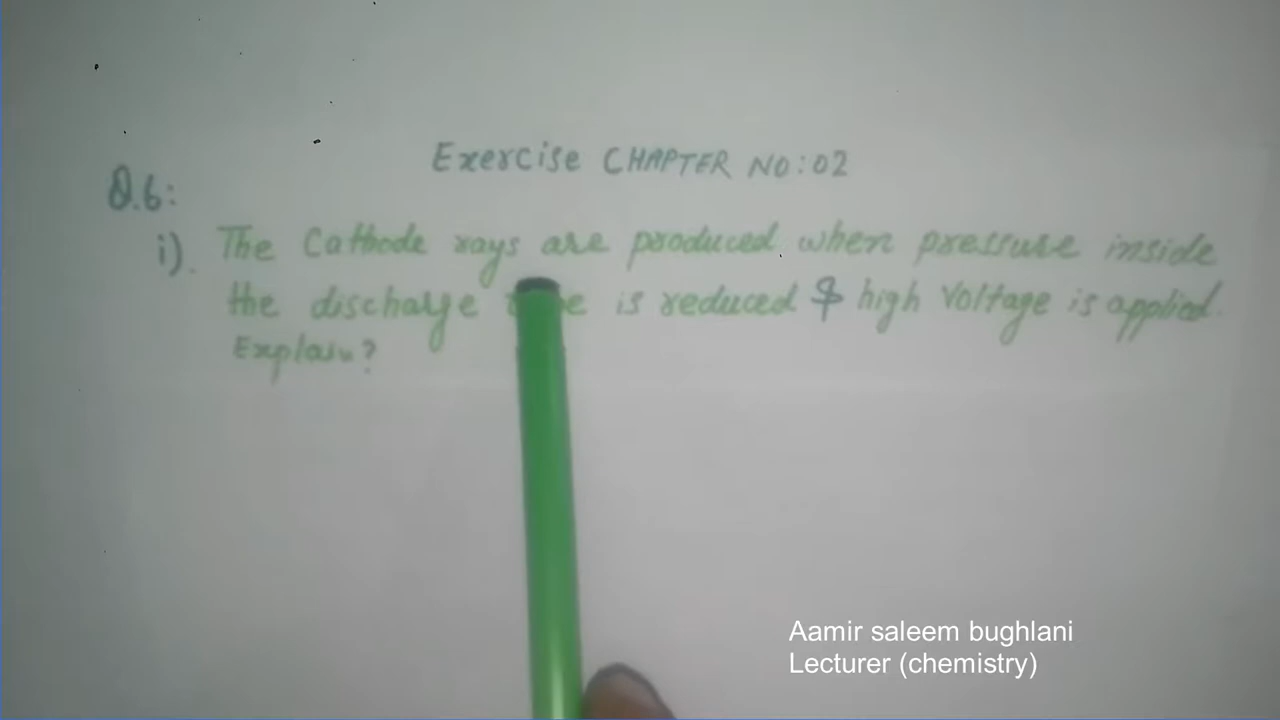 Exercise CHAPTER NO:02
Q.6:
i). The Cathode rays are produced when pressure inside
the discharge is reduced & high Voltage is applied.
Explain?
Aamir saleem bughlani
Lecturer (chemistry)